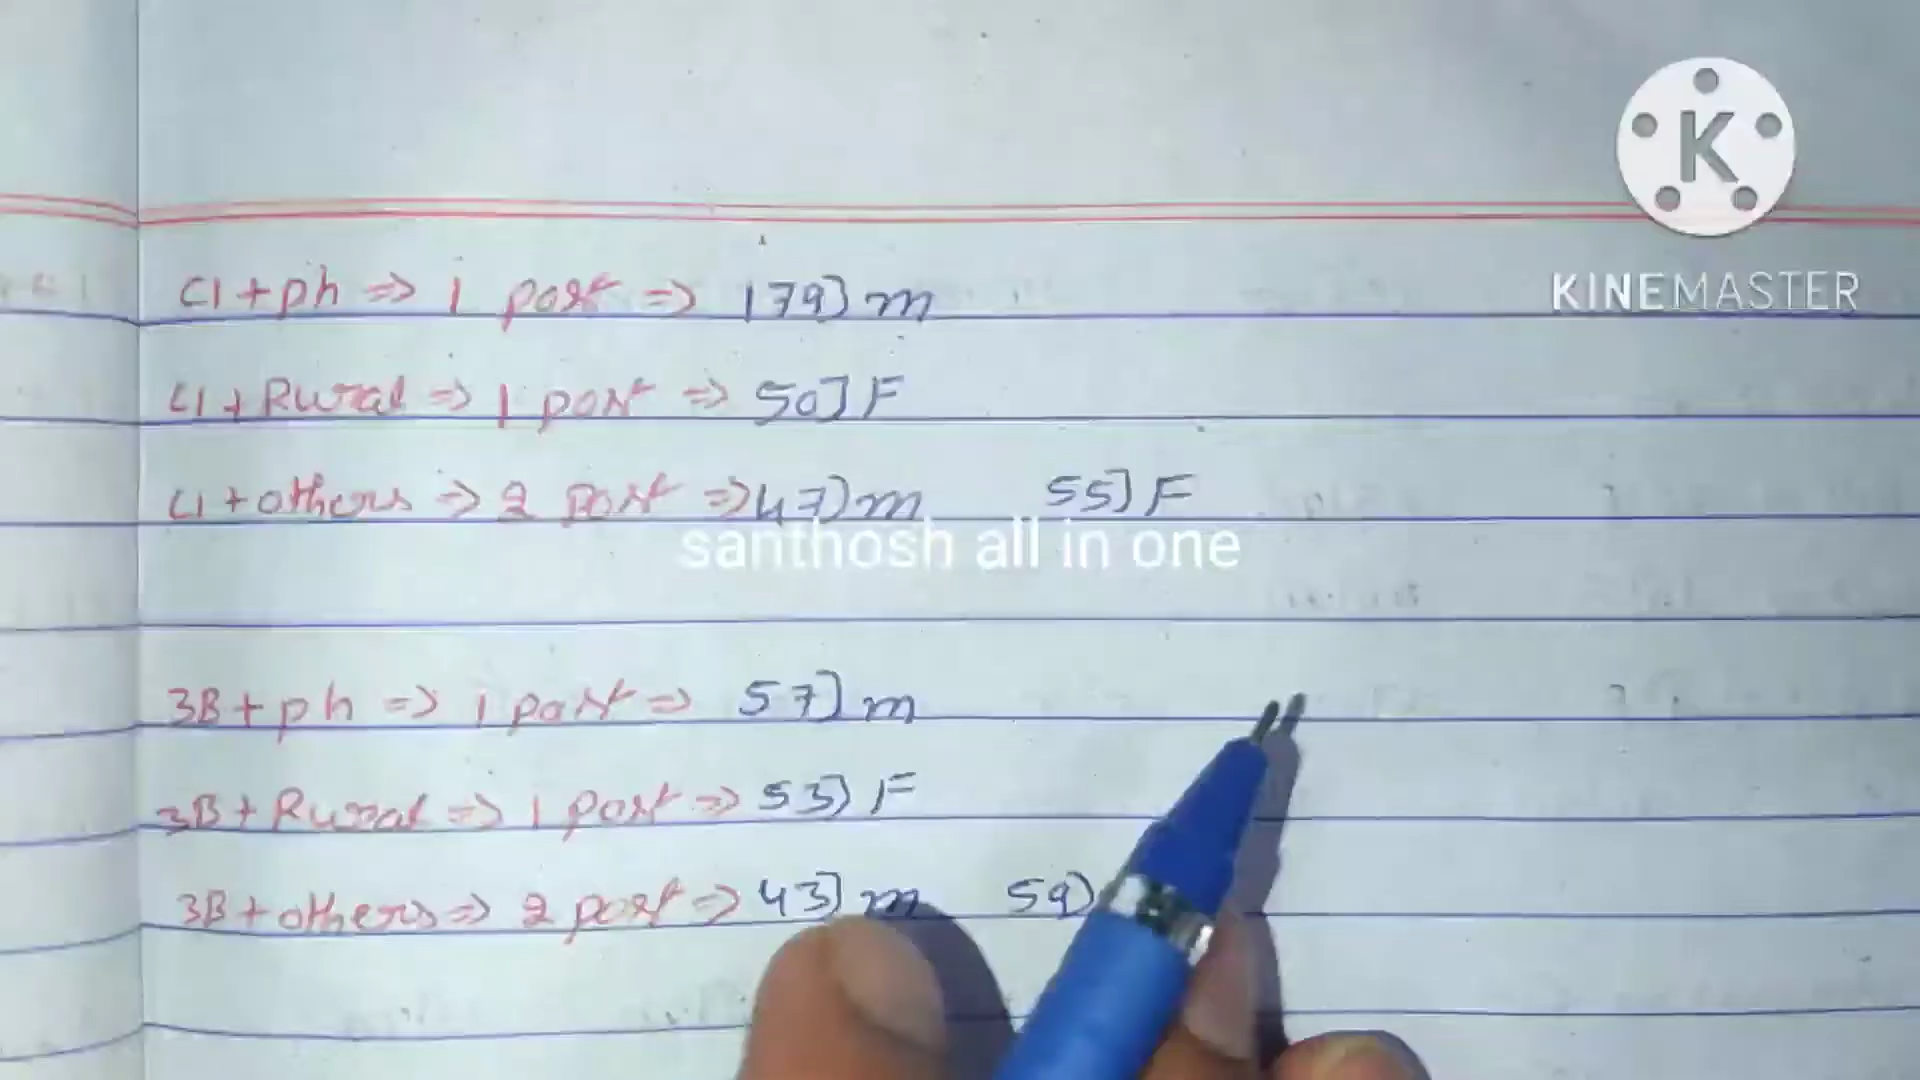 K
KINEMASTER
C1 + ph => 1 post => 179) m
C1 + Rural => 1 post => 50] F
C1 + others => 2 post => 47) m 55) F
santhosh all in one
3B + ph => 1 post => 57] m
3B + Rural => 1 post => 53) F
3B + others => 2 post => 43] m 59)